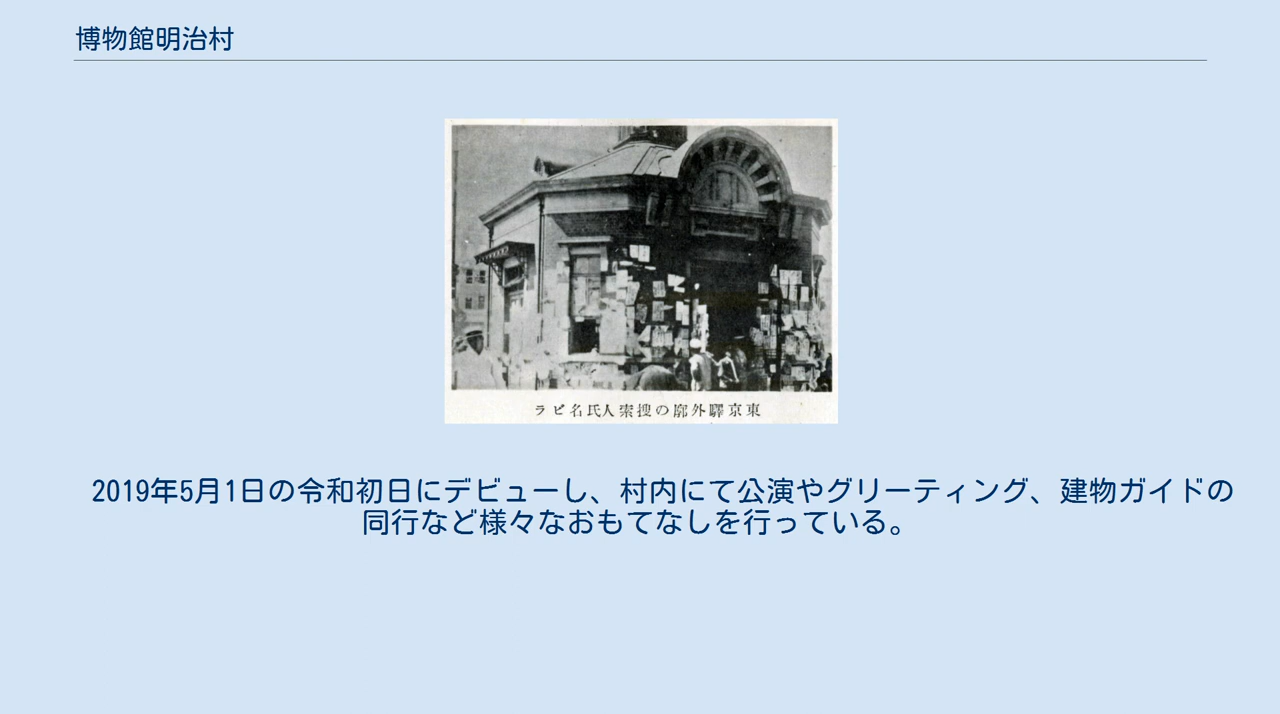 博物館明治村
ラビ名氏人索捜の廓外驛京東
2019年5月1日の令和初日にデビューし、村内にて公演やグリーティング、建物ガイドの
同行など様々なおもてなしを行っている。